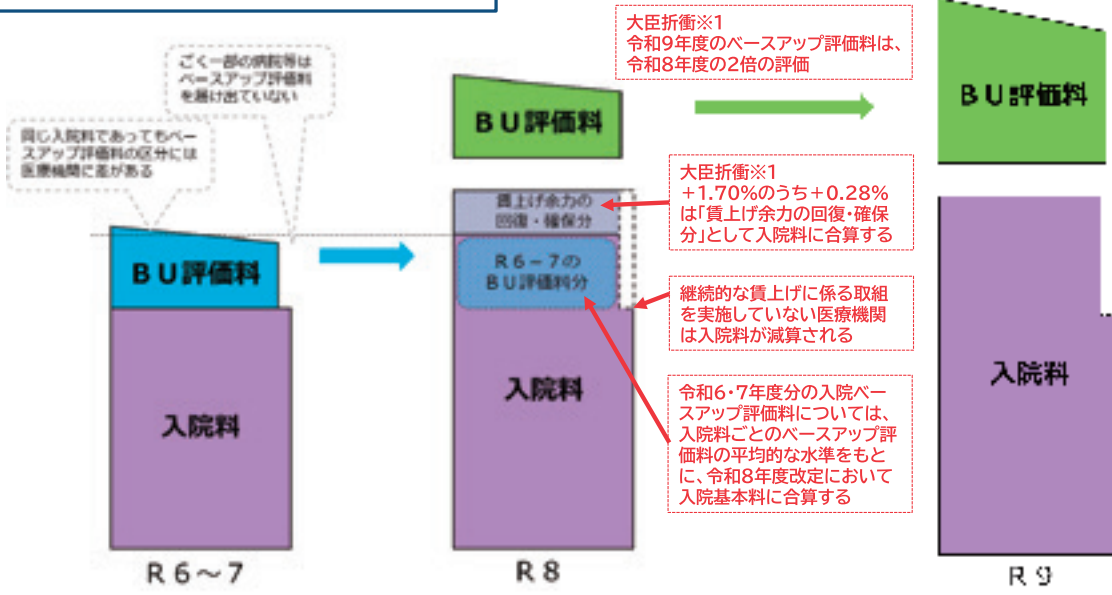 ごく一部の病院等は
ベースアップ評価料
を届け出ていない
同じ入院料であってもベー
スアップ評価料の区分には
医療機関に差がある
BU評価料
入院料
R6～7
BU評価料
賃上げ余力の
回復・確保分
R6－7の
BU評価料分
入院料
R8
大臣折衝※1
令和9年度のベースアップ評価料は、
令和8年度の2倍の評価
大臣折衝※1
+1.70%のうち+0.28%
は「賃上げ余力の回復・確保
分」として入院料に合算する
継続的な賃上げに係る取組
を実施していない医療機関
は入院料が減算される
令和6・7年度分の入院ベー
スアップ評価料については、
入院料ごとのベースアップ評
価料の平均的な水準をもと
に、令和8年度改定において
入院基本料に合算する
BU評価料
入院料
R9